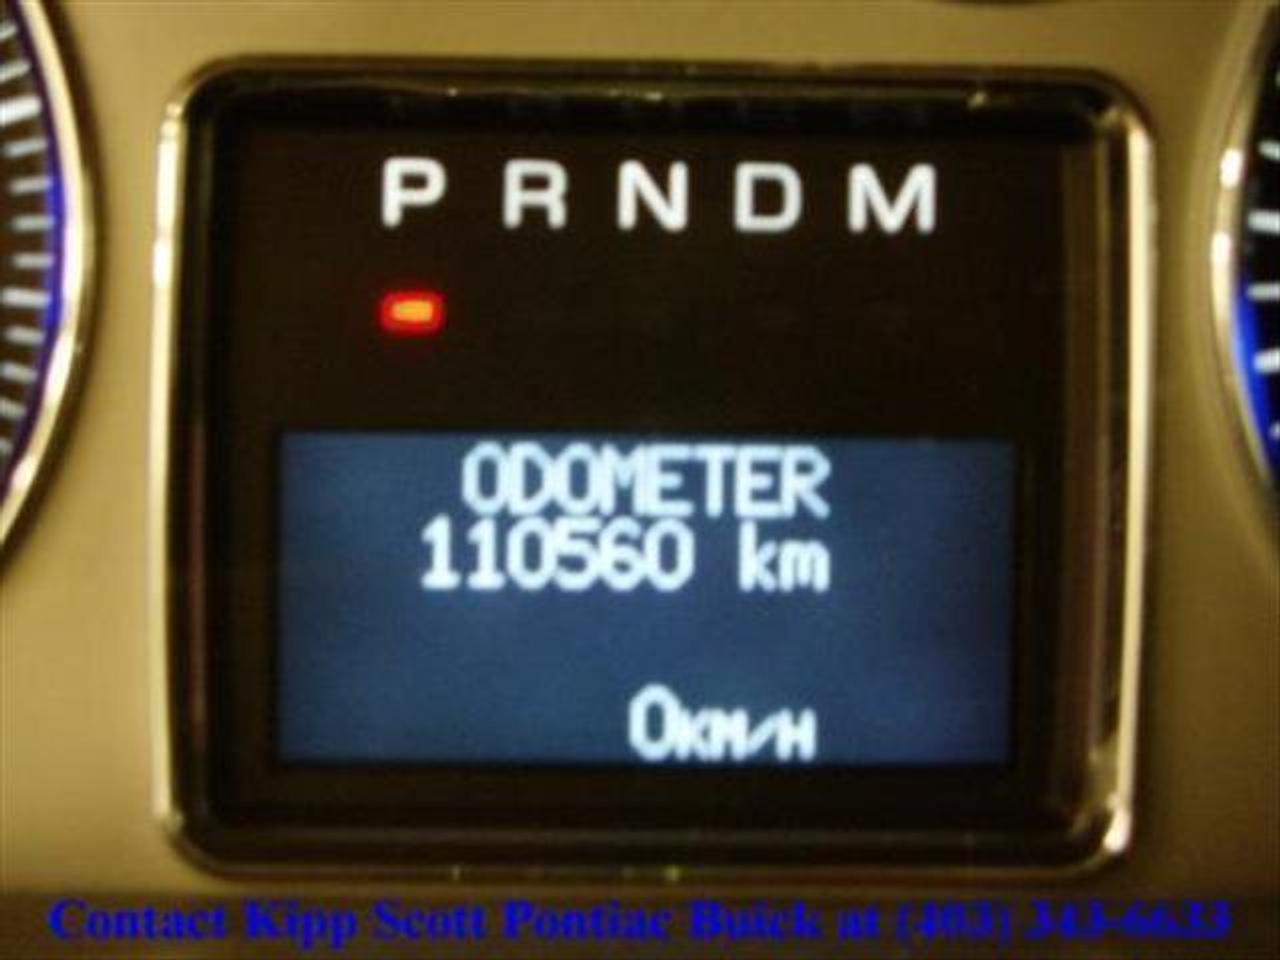 P R N D M
ODOMETER
110560 km
0KM/H
Contact Kipp Scott Pontiac Buick at (403) 343-6633